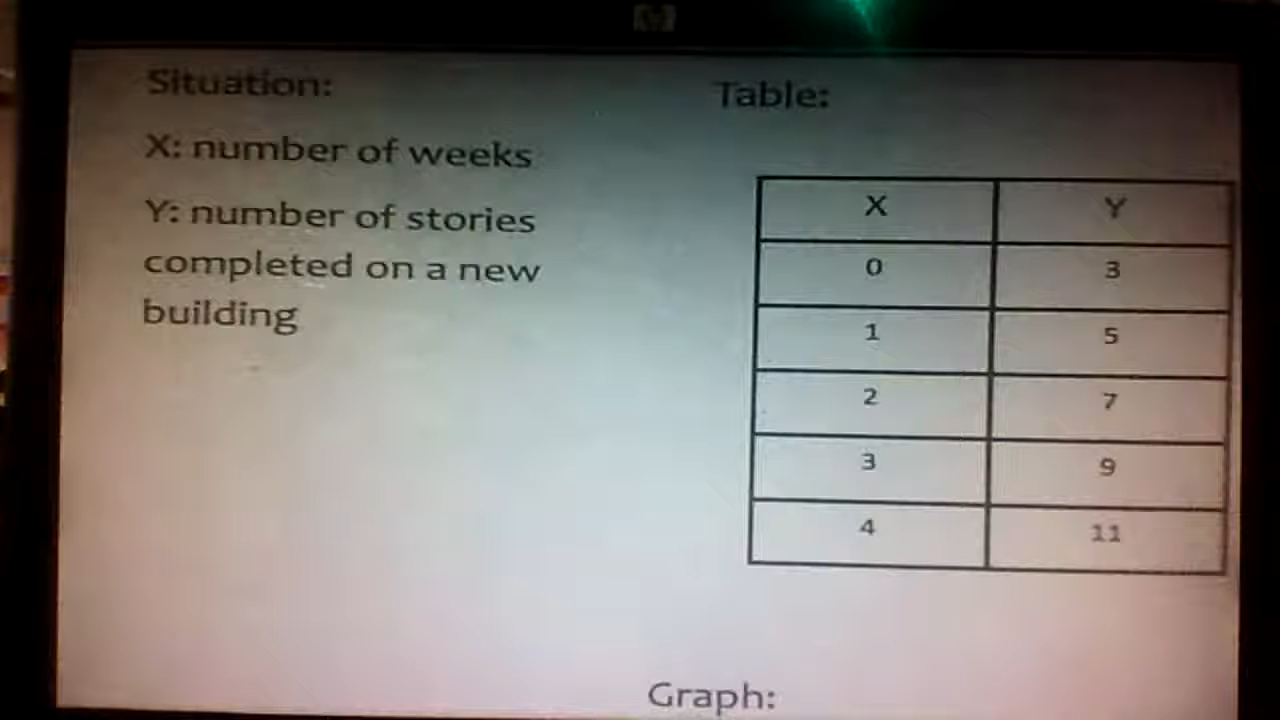 Situation:
X: number of weeks
Y: number of stories
completed on a new
building
Table:
X Y
0 3
1 5
2 7
3 9
4 11
Graph: